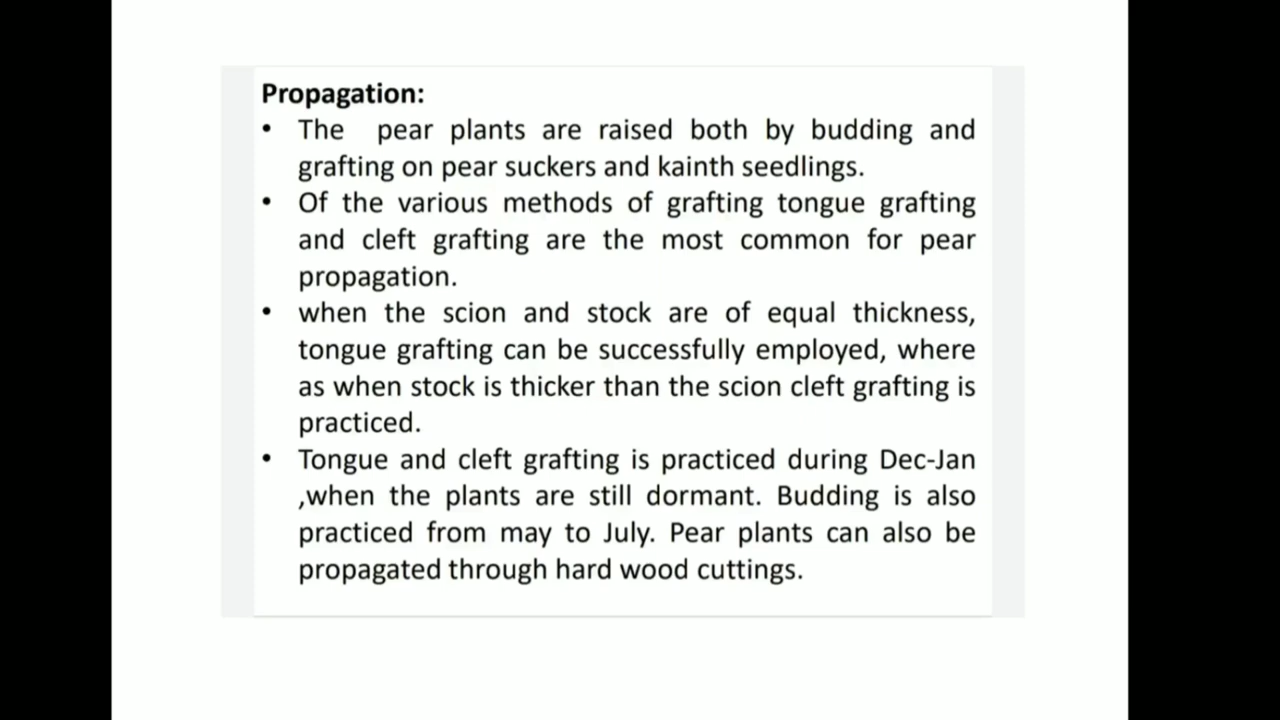 Propagation:
• The pear plants are raised both by budding and
grafting on pear suckers and kainth seedlings.
• Of the various methods of grafting tongue grafting
and cleft grafting are the most common for pear
propagation.
• when the scion and stock are of equal thickness,
tongue grafting can be successfully employed, where
as when stock is thicker than the scion cleft grafting is
practiced.
• Tongue and cleft grafting is practiced during Dec-Jan
,when the plants are still dormant. Budding is also
practiced from may to July. Pear plants can also be
propagated through hard wood cuttings.